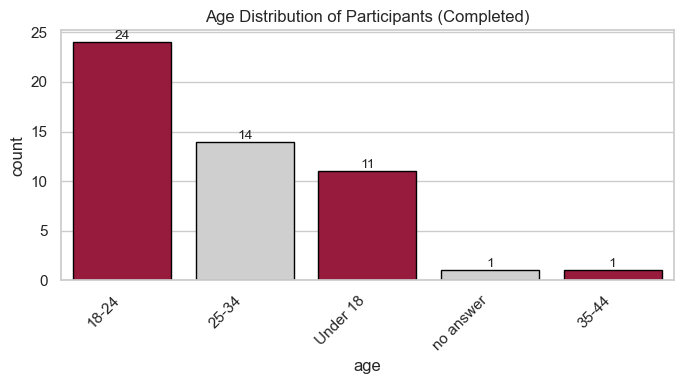 Age Distribution of Participants (Completed)
25
20
15
10
5
0
count
24
14
11
1
1
18-24
25-34
Under 18
no answer
35-44
age